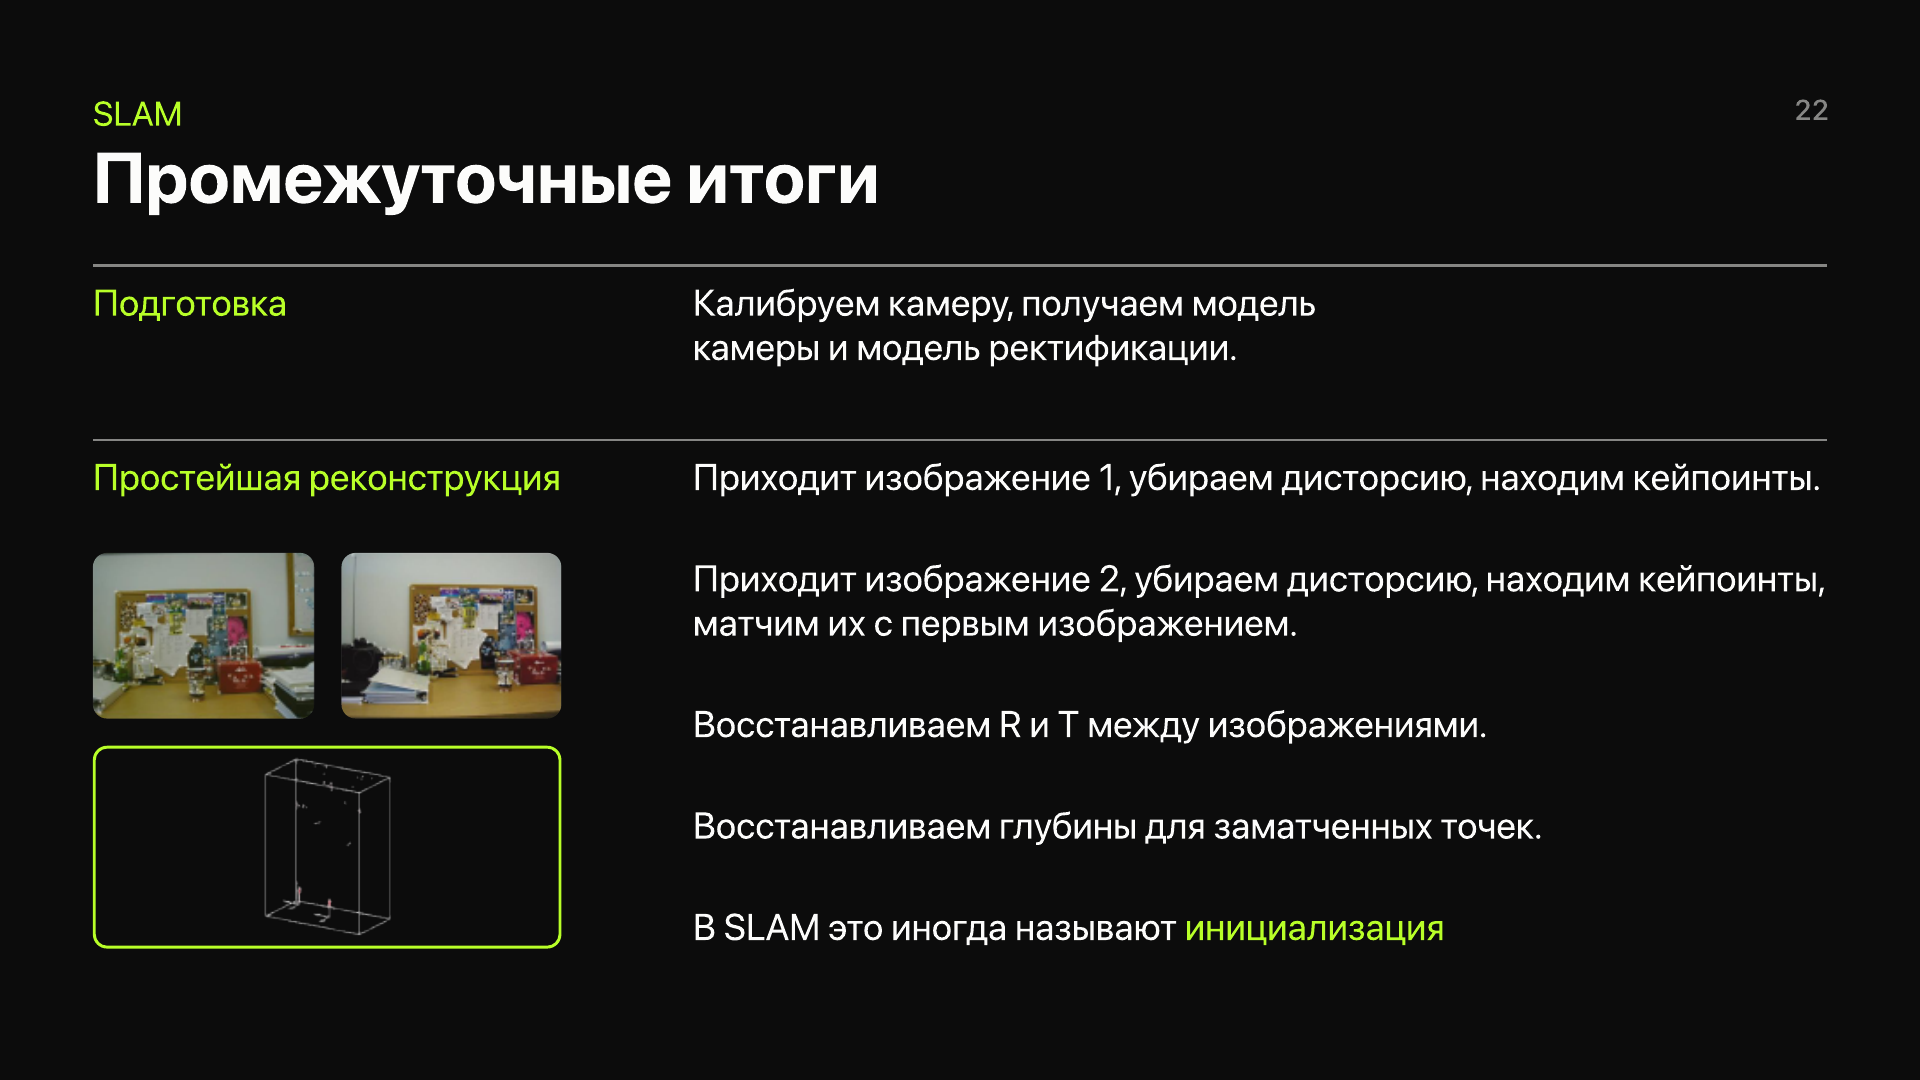 SLAM
22
Промежуточные итоги
Подготовка
Калибруем камеру, получаем модель
камеры и модель ректификации.
Простейшая реконструкция
Приходит изображение 1, убираем дисторсию, находим кейпоинты.
Приходит изображение 2, убираем дисторсию, находим кейпоинты,
матчим их с первым изображением.
Восстанавливаем R и T между изображениями.
Восстанавливаем глубины для заматченных точек.
В SLAM это иногда называют инициализация